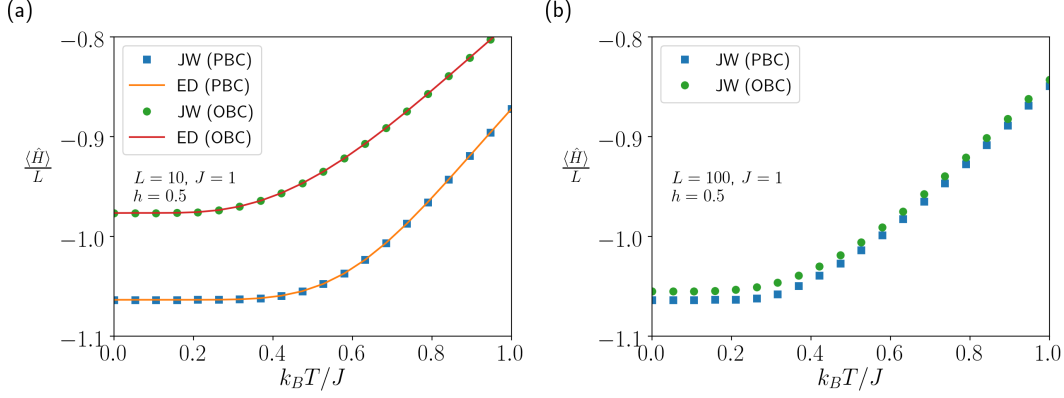 (a)
−0.8
−0.9
−1.0
−1.1
⟨Ĥ⟩
L
JW (PBC)
ED (PBC)
JW (OBC)
ED (OBC)
L = 10, J = 1
h = 0.5
0.0 0.2 0.4 0.6 0.8 1.0
k_BT/J
(b)
−0.8
−0.9
−1.0
−1.1
⟨Ĥ⟩
L
JW (PBC)
JW (OBC)
L = 100, J = 1
h = 0.5
0.0 0.2 0.4 0.6 0.8 1.0
k_BT/J